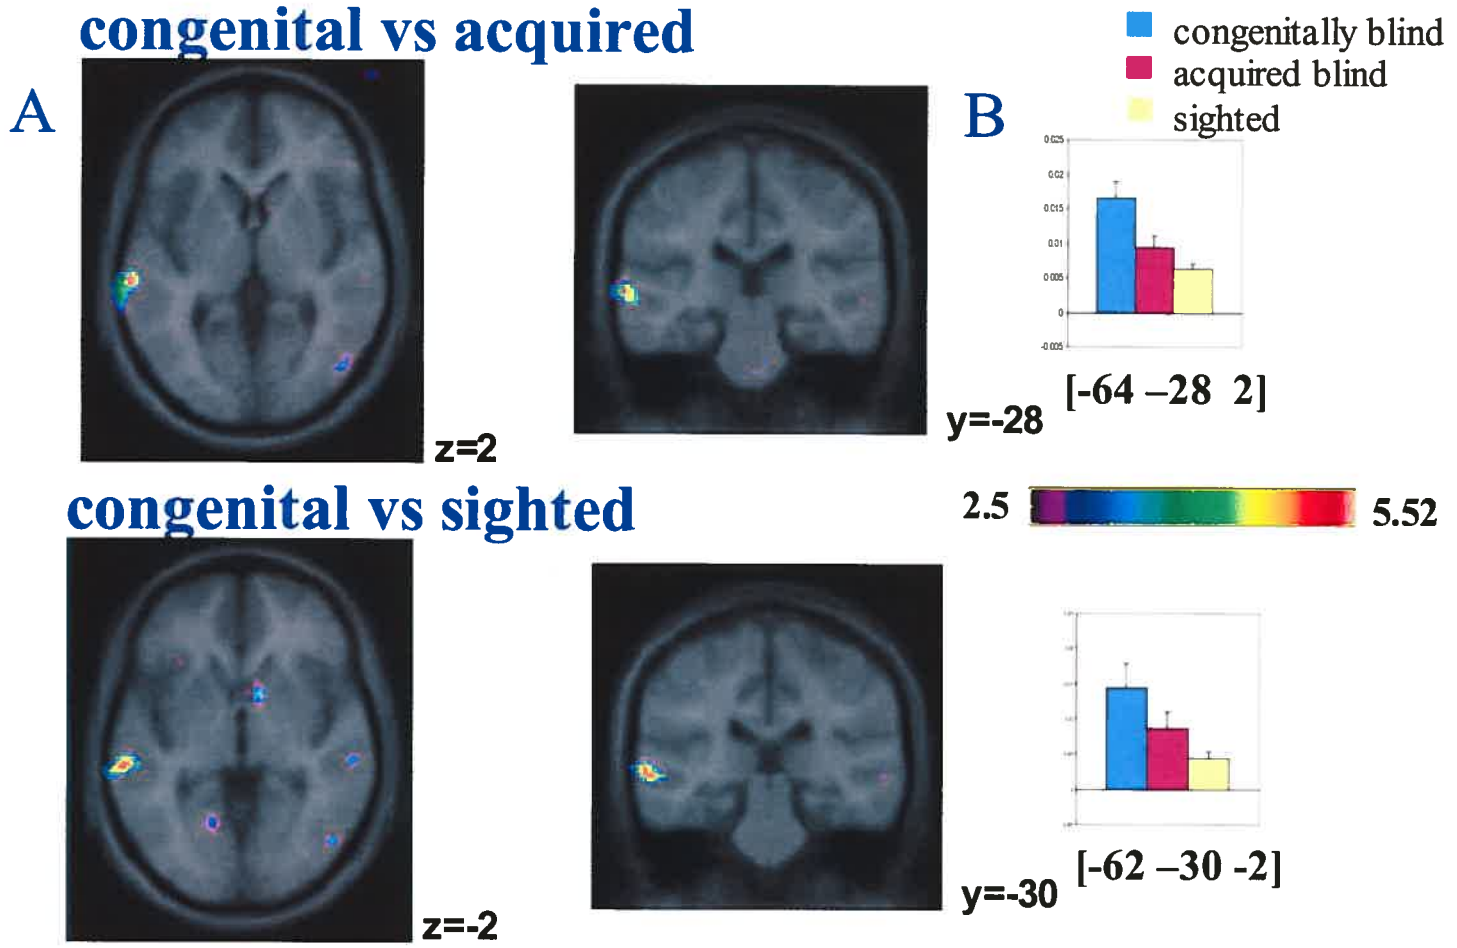 congenital vs acquired
A
z=2
y=-28
B
congenitally blind
acquired blind
sighted
0.025
0.02
0.015
0.01
0.005
0
-0.005
[-64 –28 2]
2.5
5.52
congenital vs sighted
z=-2
y=-30
[-62 –30 -2]